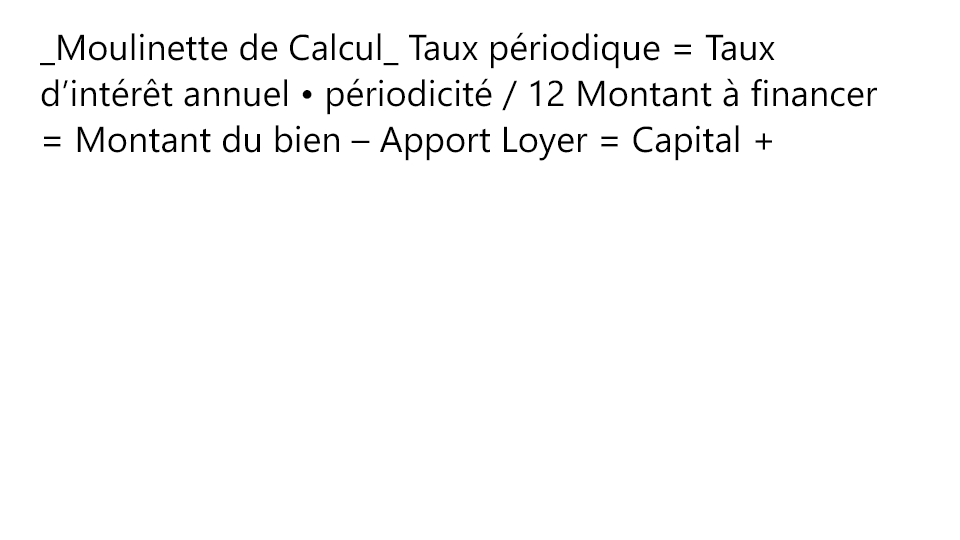 _Moulinette de Calcul_ Taux périodique = Taux
d’intérêt annuel • périodicité / 12 Montant à financer
= Montant du bien – Apport Loyer = Capital +